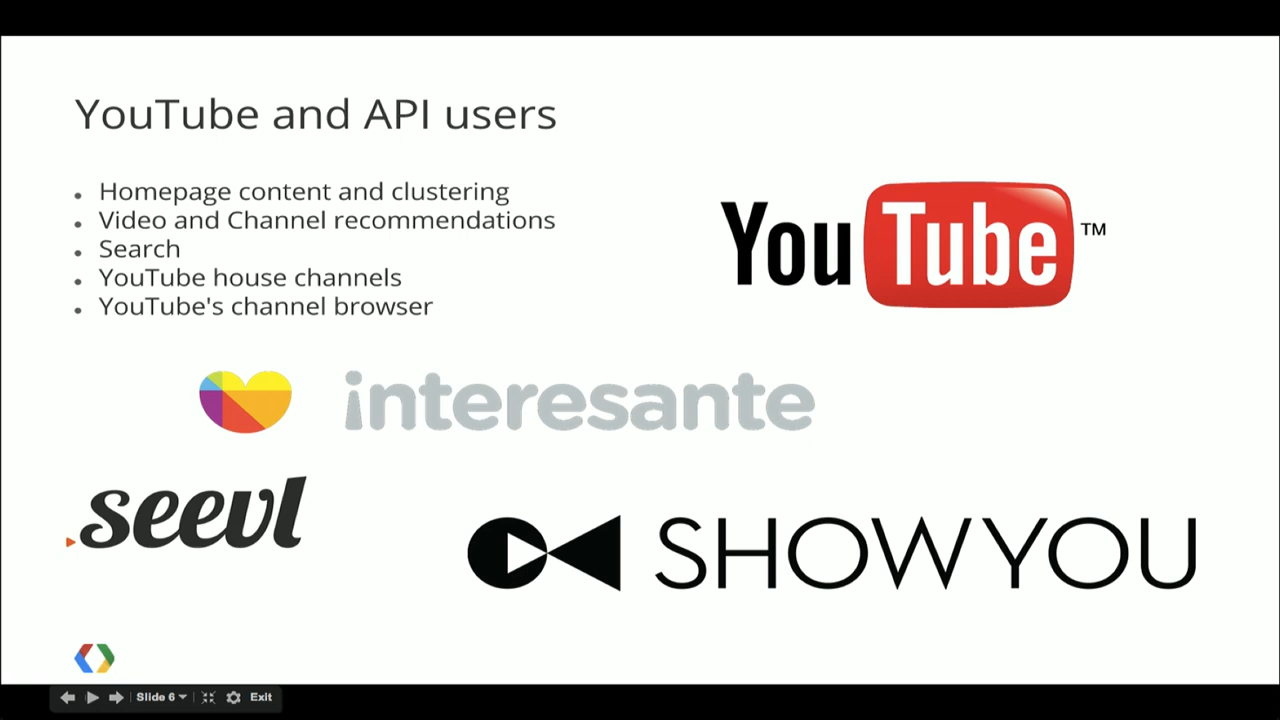 YouTube and API users
Homepage content and clustering
Video and Channel recommendations
Search
YouTube house channels
YouTube's channel browser
YouTube™
interesante
seevl
SHOWYOU
Slide 6
Exit